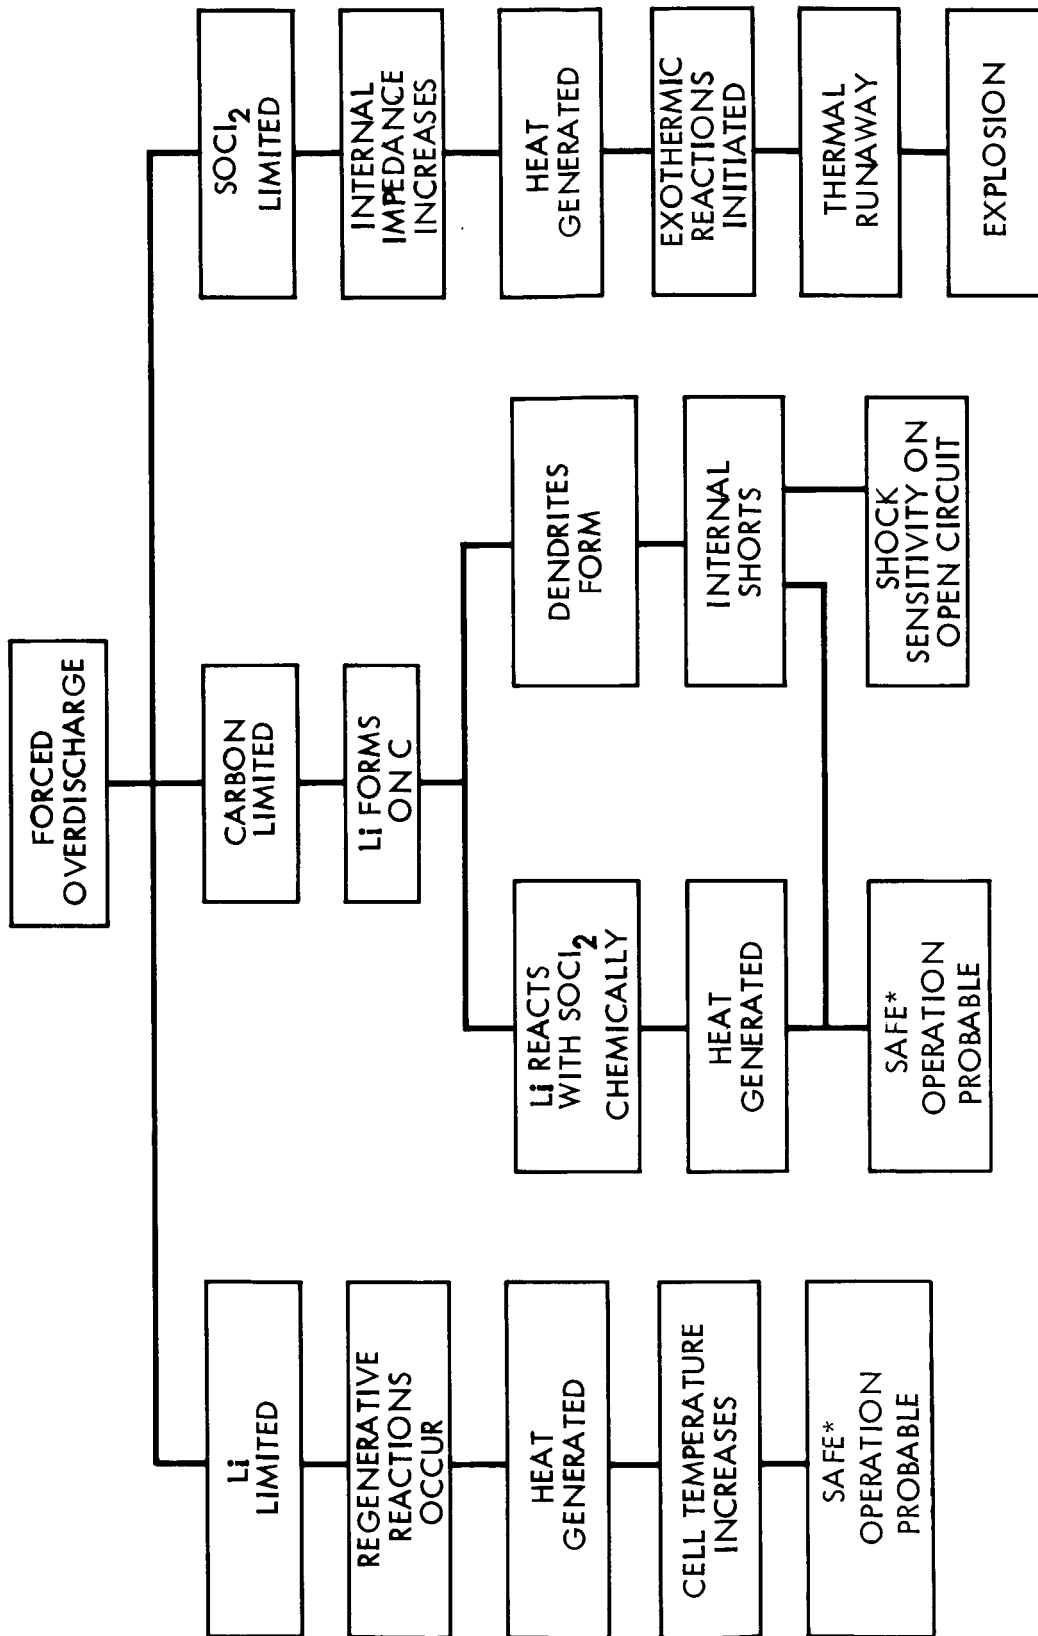 FORCED
OVERDISCHARGE
Li
LIMITED
REGENERATIVE
REACTIONS
OCCUR
HEAT
GENERATED
CELL TEMPERATURE
INCREASES
SAFE*
OPERATION
PROBABLE
CARBON
LIMITED
Li FORMS
ON C
Li REACTS
WITH SOCl₂
CHEMICALLY
HEAT
GENERATED
SAFE*
OPERATION
PROBABLE
DENDRITES
FORM
INTERNAL
SHORTS
SHOCK
SENSITIVITY ON
OPEN CIRCUIT
SOCl₂
LIMITED
INTERNAL
IMPEDANCE
INCREASES
HEAT
GENERATED
EXOTHERMIC
REACTIONS
INITIATED
THERMAL
RUNAWAY
EXPLOSION